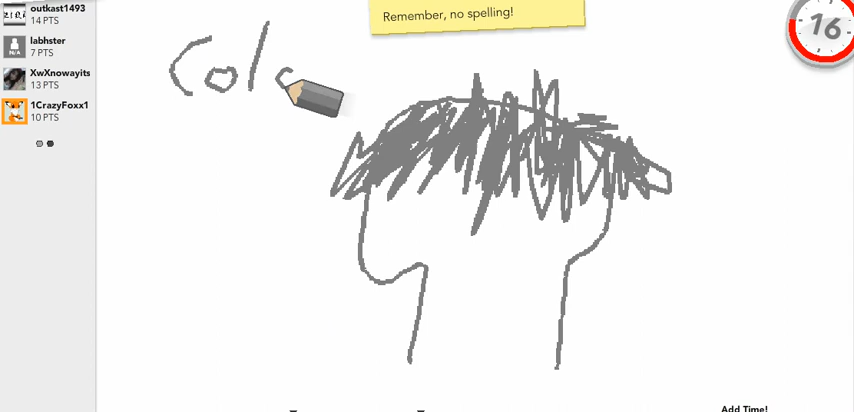 outkast1493
14 PTS
labhster
7 PTS
N/A
XwXnowayits
13 PTS
1CrazyFoxx1
10 PTS
Remember, no spelling!
16
Colc
Add Time!